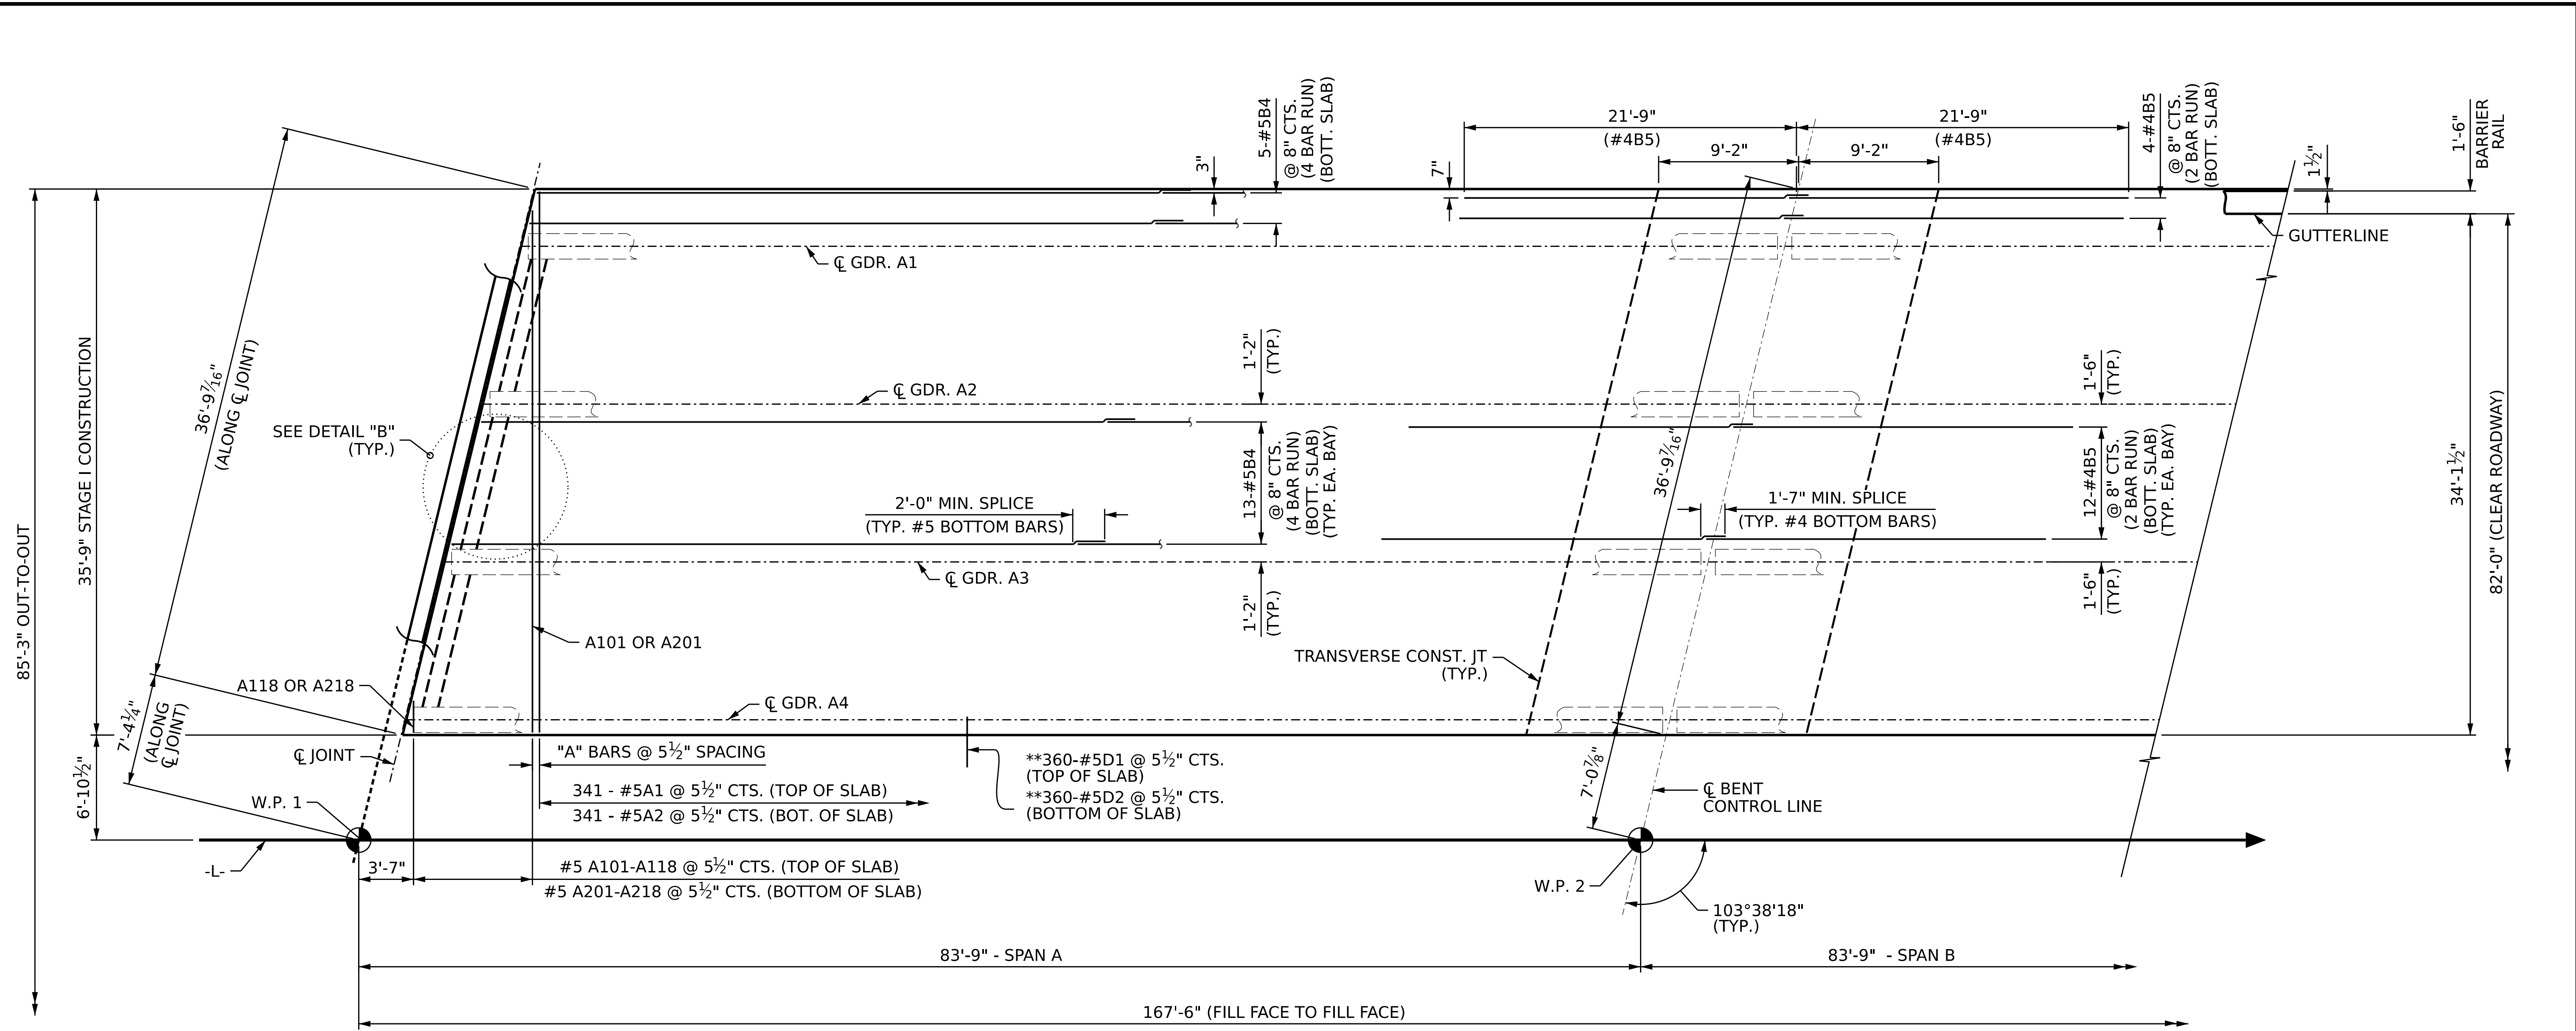 85'-3" OUT-TO-OUT
35'-9" STAGE I CONSTRUCTION
6'-10½"
36'-9⁷⁄₁₆"
(ALONG ℄ JOINT)
7'-4¼"
(ALONG
℄ JOINT)
SEE DETAIL "B"
(TYP.)
A118 OR A218
℄ JOINT
W.P. 1
-L-
3'-7"
℄ GDR. A1
℄ GDR. A2
℄ GDR. A3
℄ GDR. A4
2'-0" MIN. SPLICE
(TYP. #5 BOTTOM BARS)
A101 OR A201
"A" BARS @ 5½" SPACING
341 - #5A1 @ 5½" CTS. (TOP OF SLAB)
341 - #5A2 @ 5½" CTS. (BOT. OF SLAB)
#5 A101-A118 @ 5½" CTS. (TOP OF SLAB)
#5 A201-A218 @ 5½" CTS. (BOTTOM OF SLAB)
**360-#5D1 @ 5½" CTS.
(TOP OF SLAB)
**360-#5D2 @ 5½" CTS.
(BOTTOM OF SLAB)
3"
5-#5B4
@ 8" CTS.
(4 BAR RUN)
(BOTT. SLAB)
1'-2"
(TYP.)
13-#5B4
@ 8" CTS.
(4 BAR RUN)
(BOTT. SLAB)
(TYP. EA. BAY)
1'-2"
(TYP.)
7"
21'-9"
(#4B5)
21'-9"
(#4B5)
9'-2"
9'-2"
36'-9⁷⁄₁₆"
1'-7" MIN. SPLICE
(TYP. #4 BOTTOM BARS)
TRANSVERSE CONST. JT
(TYP.)
7'-0⅞"
℄ BENT
CONTROL LINE
W.P. 2
103°38'18"
(TYP.)
4-#4B5
@ 8" CTS.
(2 BAR RUN)
(BOTT. SLAB)
1'-6"
(TYP.)
12-#4B5
@ 8" CTS.
(2 BAR RUN)
(BOTT. SLAB)
(TYP. EA. BAY)
1'-6"
(TYP.)
1½"
1'-6"
BARRIER
RAIL
GUTTERLINE
34'-1½"
82'-0" (CLEAR ROADWAY)
83'-9" - SPAN A
83'-9" - SPAN B
167'-6" (FILL FACE TO FILL FACE)